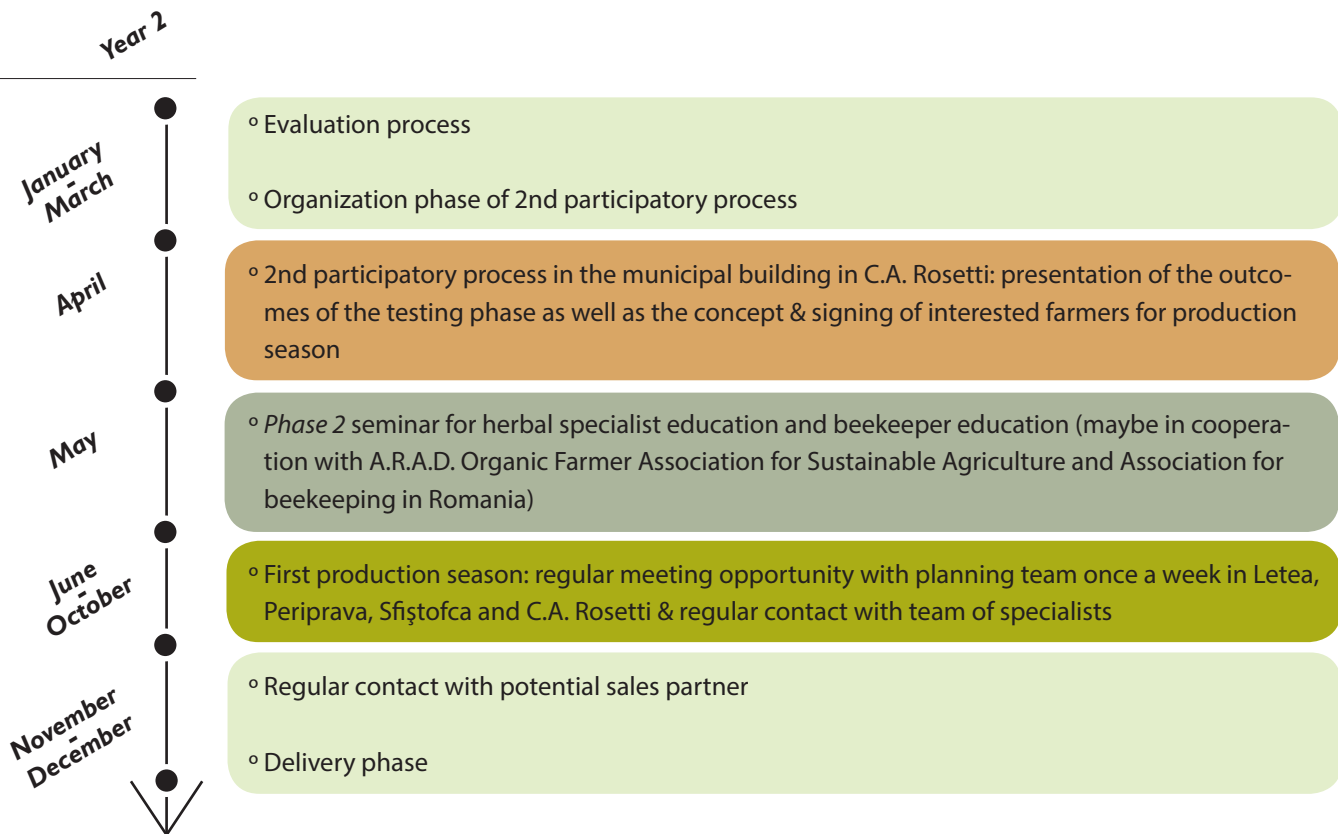 Year 2
January
-
March
º Evaluation process
º Organization phase of 2nd participatory process
April
º 2nd participatory process in the municipal building in C.A. Rosetti: presentation of the outco-
mes of the testing phase as well as the concept & signing of interested farmers for production
season
May
º Phase 2 seminar for herbal specialist education and beekeeper education (maybe in coopera-
tion with A.R.A.D. Organic Farmer Association for Sustainable Agriculture and Association for
beekeeping in Romania)
June
-
October
º First production season: regular meeting opportunity with planning team once a week in Letea,
Periprava, Sfiştofca and C.A. Rosetti & regular contact with team of specialists
November
-
December
º Regular contact with potential sales partner
º Delivery phase